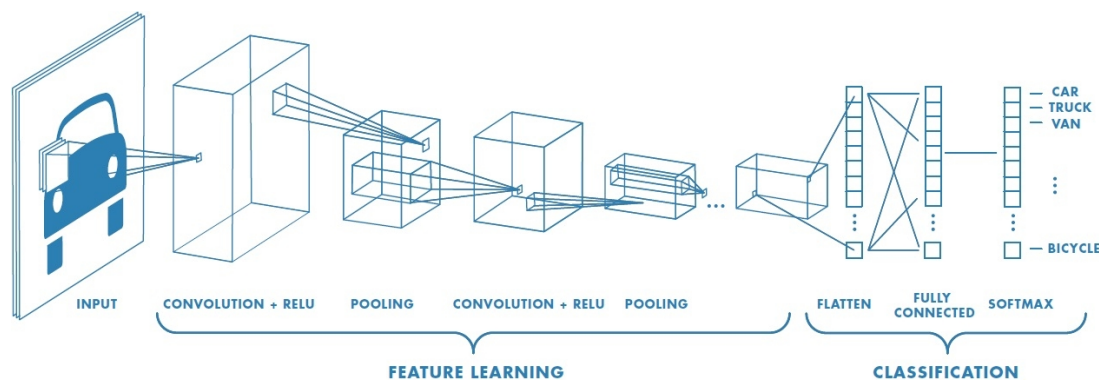 CAR
TRUCK
VAN
...
BICYCLE
INPUT
CONVOLUTION + RELU
POOLING
CONVOLUTION + RELU
POOLING
FLATTEN
FULLY
CONNECTED
SOFTMAX
FEATURE LEARNING
CLASSIFICATION